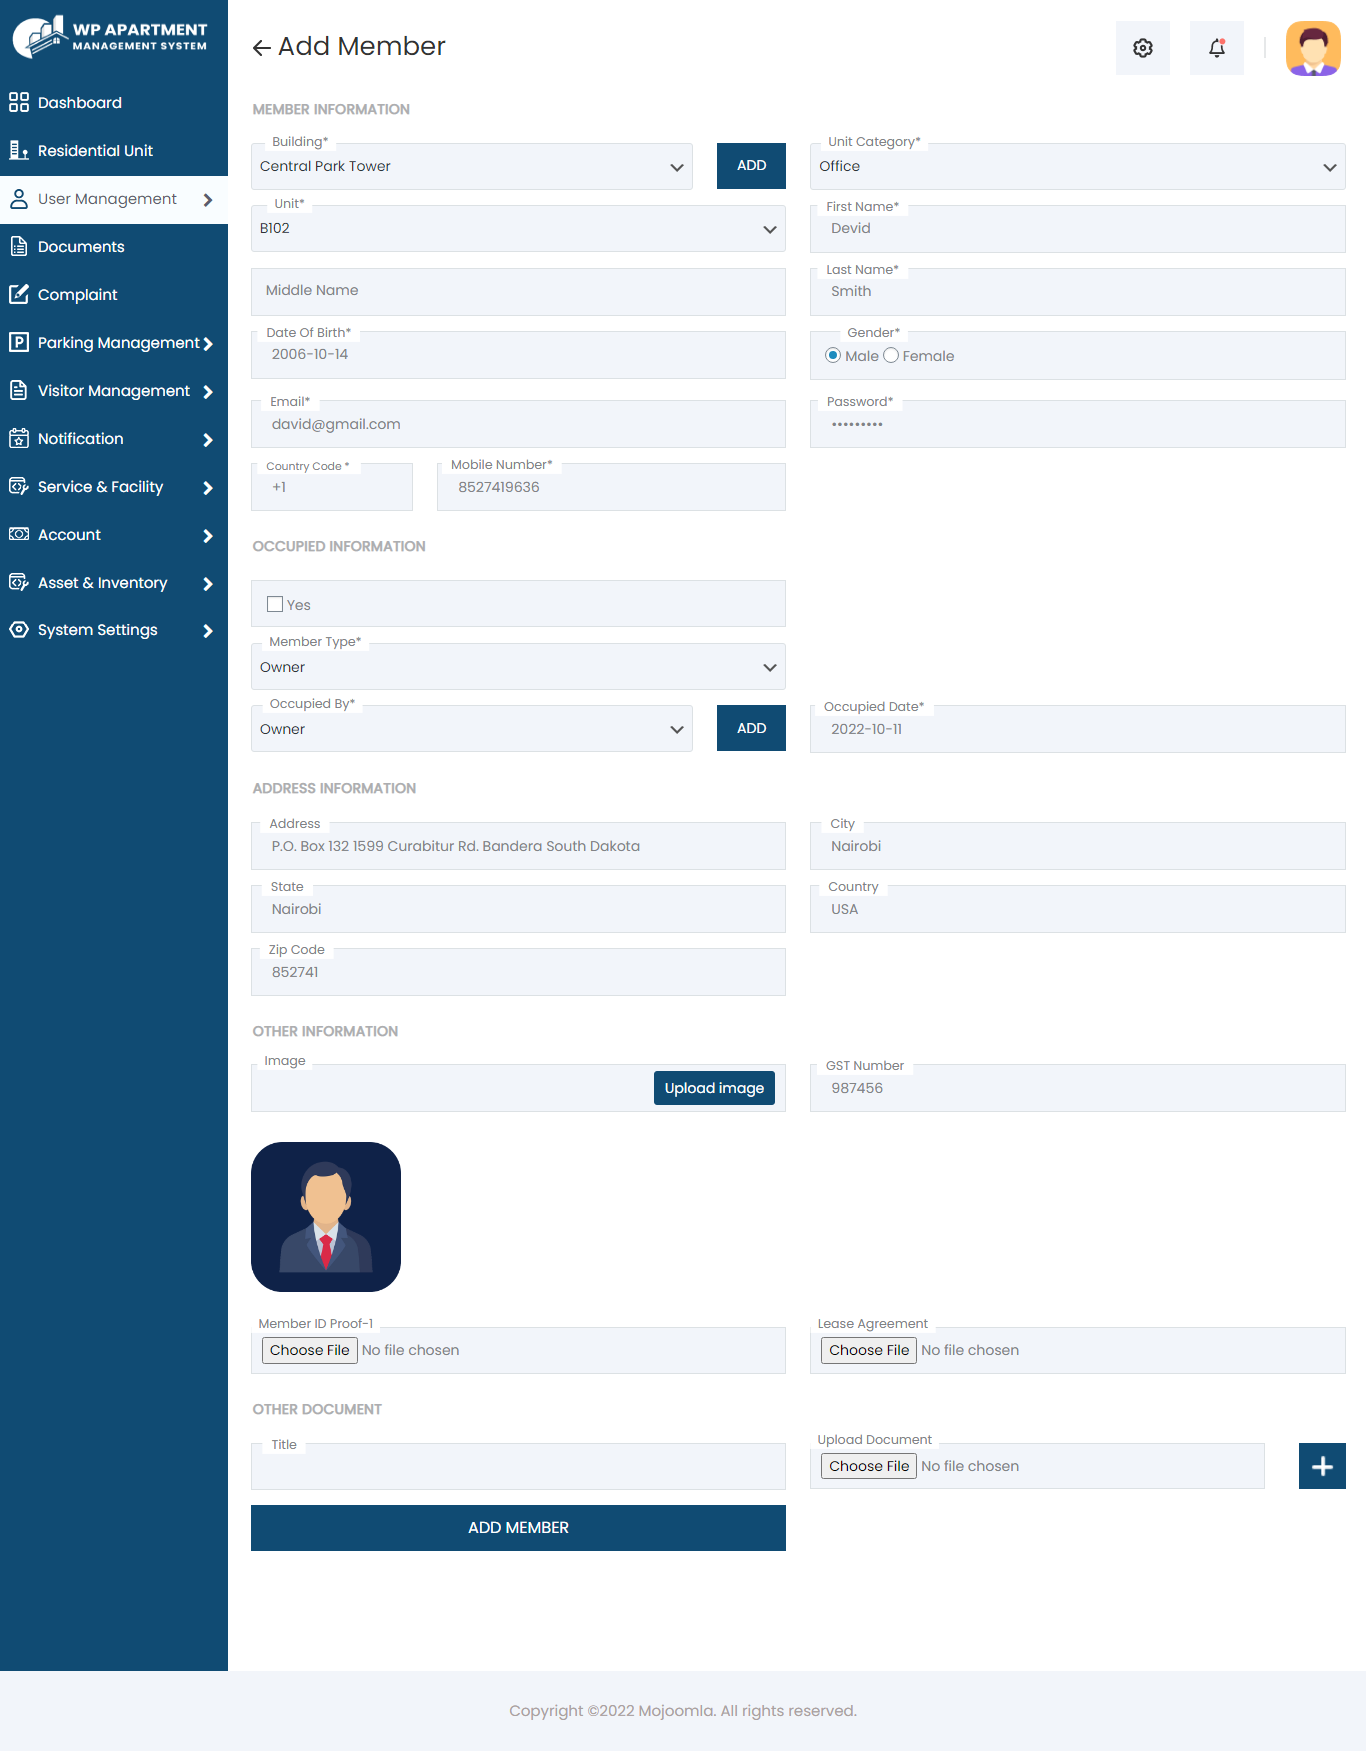 WP APARTMENT
MANAGEMENT SYSTEM
Dashboard
Residential Unit
User Management
Documents
Complaint
Parking Management
Visitor Management
Notification
Service & Facility
Account
Asset & Inventory
System Settings
Add Member
MEMBER INFORMATION
Building*
Central Park Tower
ADD
Unit Category*
Office
Unit*
B102
First Name*
Devid
Middle Name
Last Name*
Smith
Date Of Birth*
2006-10-14
Gender*
Male Female
Email*
david@gmail.com
Password*
•••••••••
Country Code *
+1
Mobile Number*
8527419636
OCCUPIED INFORMATION
Yes
Member Type*
Owner
Occupied By*
Owner
ADD
Occupied Date*
2022-10-11
ADDRESS INFORMATION
Address
P.O. Box 132 1599 Curabitur Rd. Bandera South Dakota
City
Nairobi
State
Nairobi
Country
USA
Zip Code
852741
OTHER INFORMATION
Image
Upload image
GST Number
987456
Member ID Proof-1
Choose File No file chosen
Lease Agreement
Choose File No file chosen
OTHER DOCUMENT
Title
Upload Document
Choose File No file chosen
ADD MEMBER
Copyright ©2022 Mojoomla. All rights reserved.